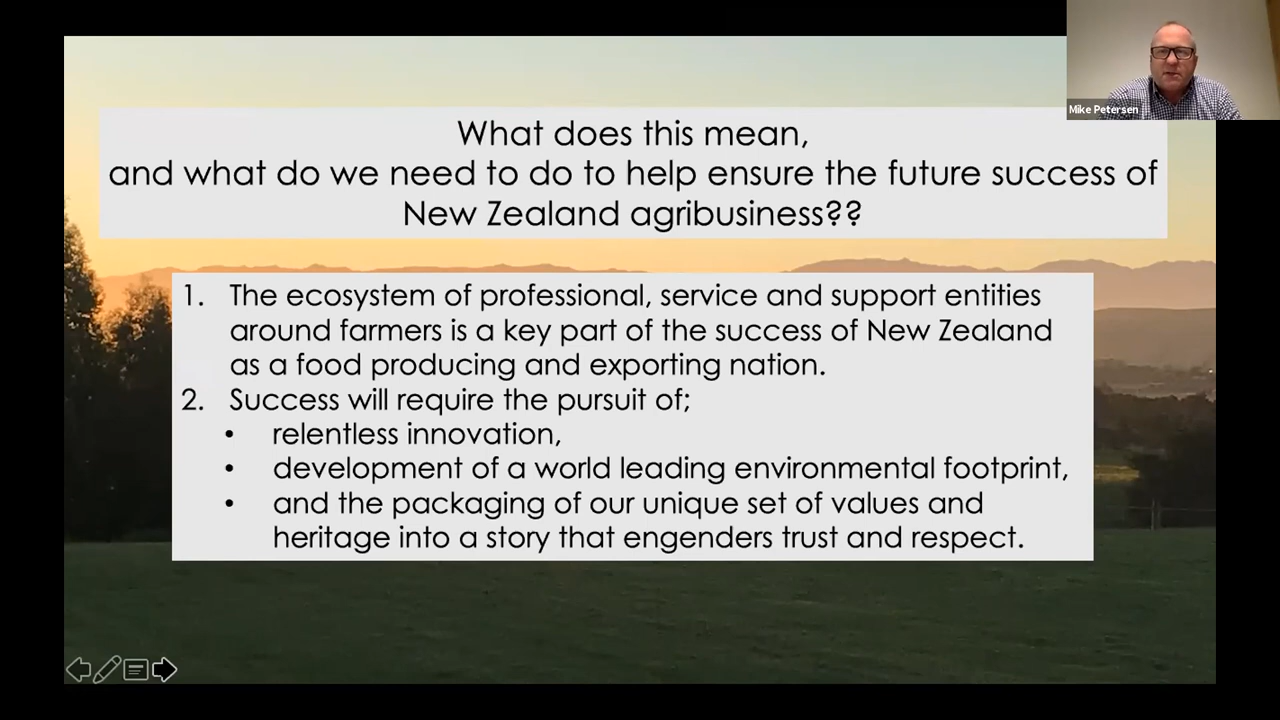 Mike Petersen
What does this mean,
and what do we need to do to help ensure the future success of
New Zealand agribusiness??
1. The ecosystem of professional, service and support entities
around farmers is a key part of the success of New Zealand
as a food producing and exporting nation.
2. Success will require the pursuit of;
• relentless innovation,
• development of a world leading environmental footprint,
• and the packaging of our unique set of values and
heritage into a story that engenders trust and respect.